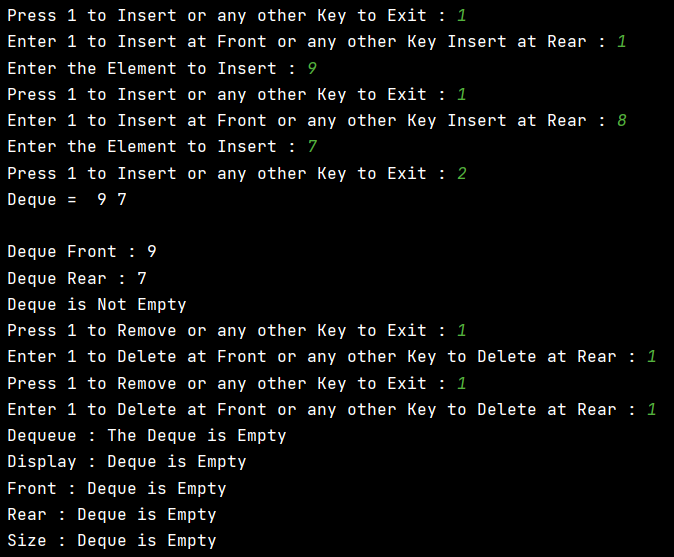 Press 1 to Insert or any other Key to Exit : 1
Enter 1 to Insert at Front or any other Key Insert at Rear : 1
Enter the Element to Insert : 9
Press 1 to Insert or any other Key to Exit : 1
Enter 1 to Insert at Front or any other Key Insert at Rear : 8
Enter the Element to Insert : 7
Press 1 to Insert or any other Key to Exit : 2
Deque =  9 7
Deque Front : 9
Deque Rear : 7
Deque is Not Empty
Press 1 to Remove or any other Key to Exit : 1
Enter 1 to Delete at Front or any other Key to Delete at Rear : 1
Press 1 to Remove or any other Key to Exit : 1
Enter 1 to Delete at Front or any other Key to Delete at Rear : 1
Dequeue : The Deque is Empty
Display : Deque is Empty
Front : Deque is Empty
Rear : Deque is Empty
Size : Deque is Empty